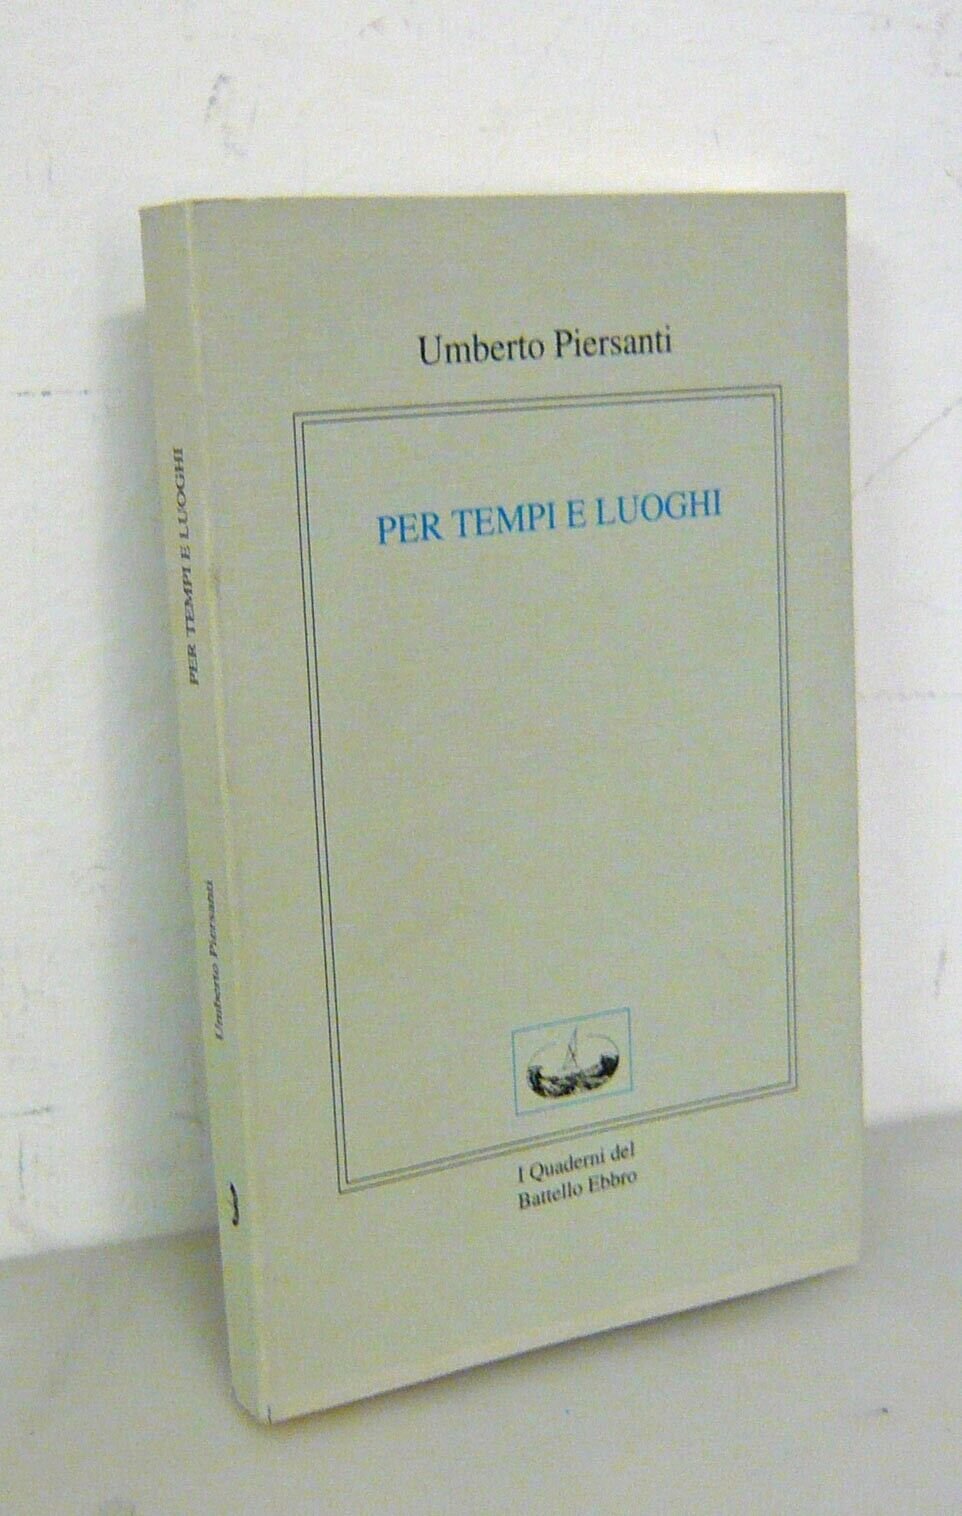 Umberto Piersanti
PER TEMPI E LUOGHI
I Quaderni del
Battello Ebbro
PER TEMPI E LUOGHI
Umberto Piersanti